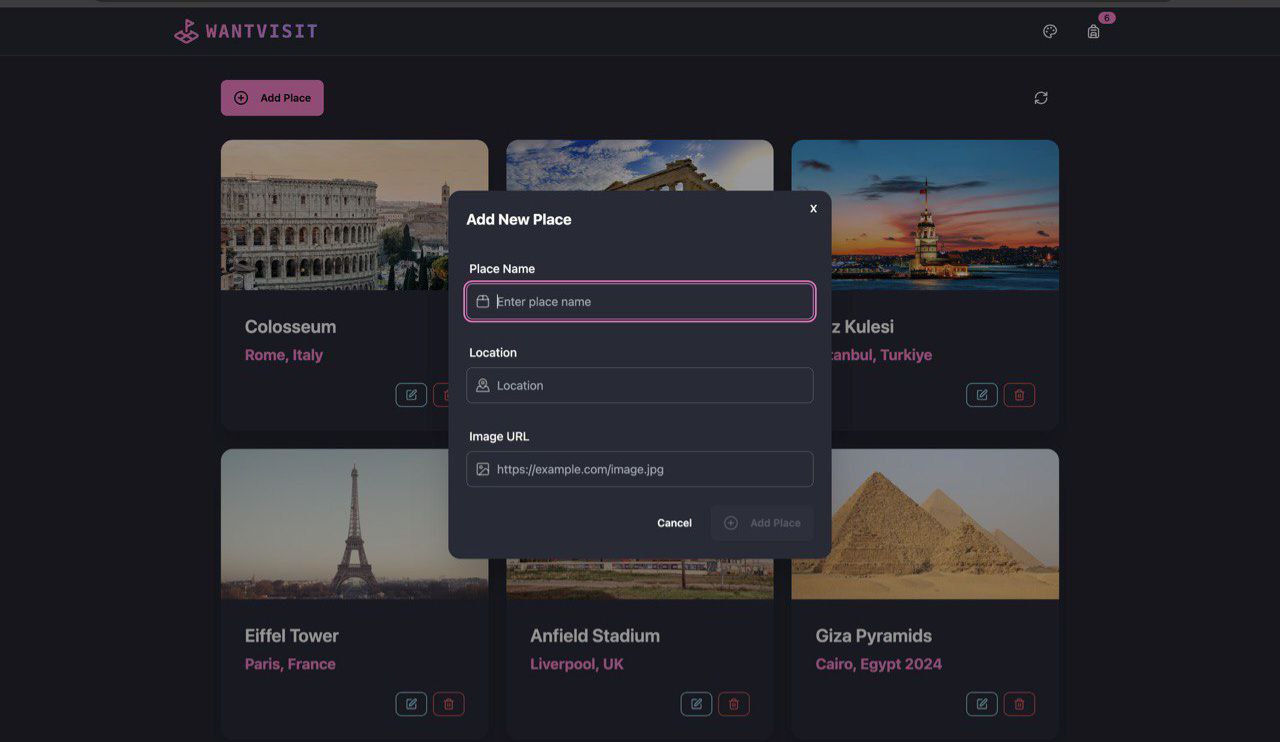 WANTVISIT
6
Add Place
Colosseum
Rome, Italy
z Kulesi
anbul, Turkiye
Add New Place
X
Place Name
Enter place name
Location
Location
Image URL
https://example.com/image.jpg
Cancel
Add Place
Eiffel Tower
Paris, France
Anfield Stadium
Liverpool, UK
Giza Pyramids
Cairo, Egypt 2024